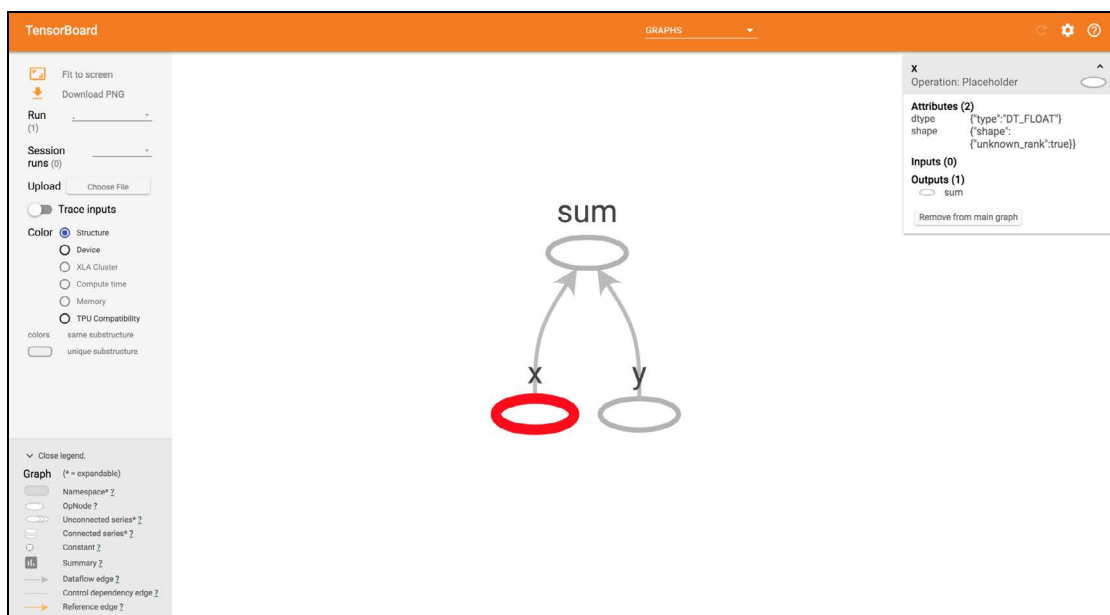 TensorBoard
GRAPHS
Fit to screen
Download PNG
Run
(1)
.
Session
runs (0)
Upload Choose File
Trace inputs
Color Structure
Device
XLA Cluster
Compute time
Memory
TPU Compatibility
colors same substructure
unique substructure
Close legend.
Graph (* = expandable)
Namespace* ?
OpNode ?
Unconnected series* ?
Connected series* ?
Constant ?
Summary ?
Dataflow edge ?
Control dependency edge ?
Reference edge ?
sum
x y
x
Operation: Placeholder
Attributes (2)
dtype {"type":"DT_FLOAT"}
shape {"shape":
{"unknown_rank":true}}
Inputs (0)
Outputs (1)
sum
Remove from main graph